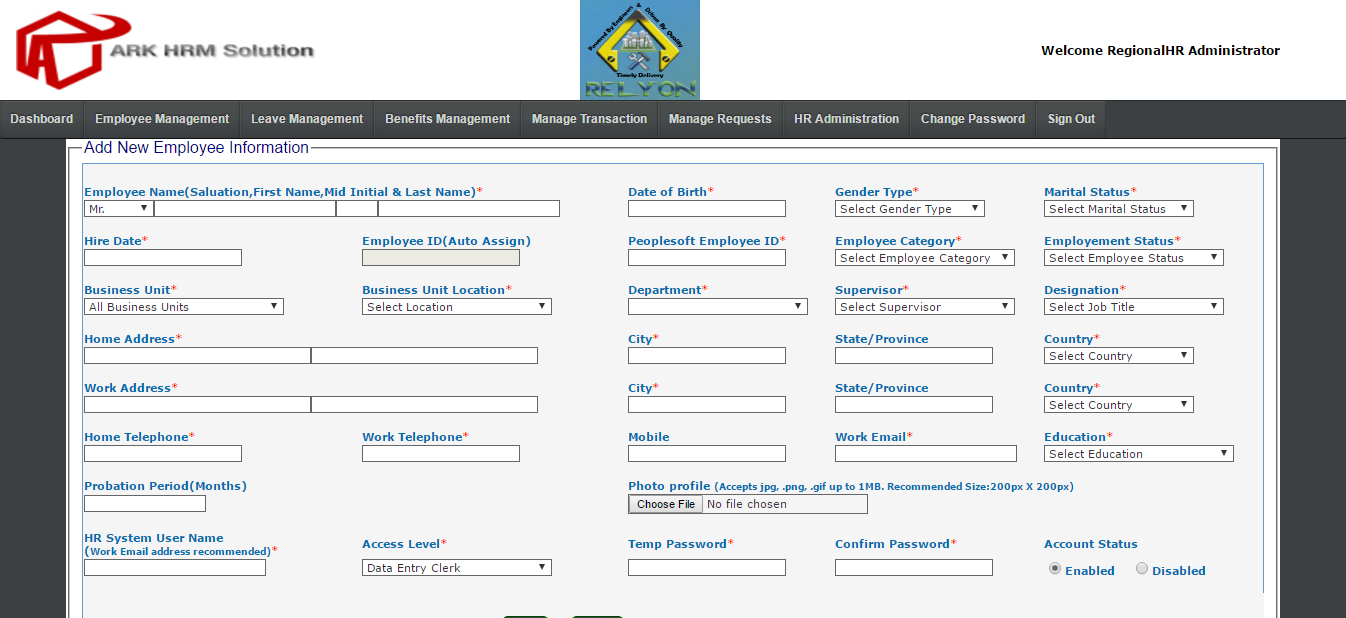 ARK HRM Solution
Powered By Engineers & Driven By Quality
Timely Delivery
RELYON
Welcome RegionalHR Administrator
Dashboard Employee Management Leave Management Benefits Management Manage Transaction Manage Requests HR Administration Change Password Sign Out
Add New Employee Information
Employee Name(Saluation,First Name,Mid Initial & Last Name)* Date of Birth* Gender Type* Marital Status*
Mr. Select Gender Type Select Marital Status
Hire Date* Employee ID(Auto Assign) Peoplesoft Employee ID* Employee Category* Employement Status*
Select Employee Category Select Employee Status
Business Unit* Business Unit Location* Department* Supervisor* Designation*
All Business Units Select Location Select Supervisor Select Job Title
Home Address* City* State/Province Country*
Select Country
Work Address* City* State/Province Country*
Select Country
Home Telephone* Work Telephone* Mobile Work Email* Education*
Select Education
Probation Period(Months) Photo profile (Accepts jpg, .png, .gif up to 1MB. Recommended Size:200px X 200px)
Choose File No file chosen
HR System User Name
(Work Email address recommended)* Access Level* Temp Password* Confirm Password* Account Status
Data Entry Clerk Enabled Disabled